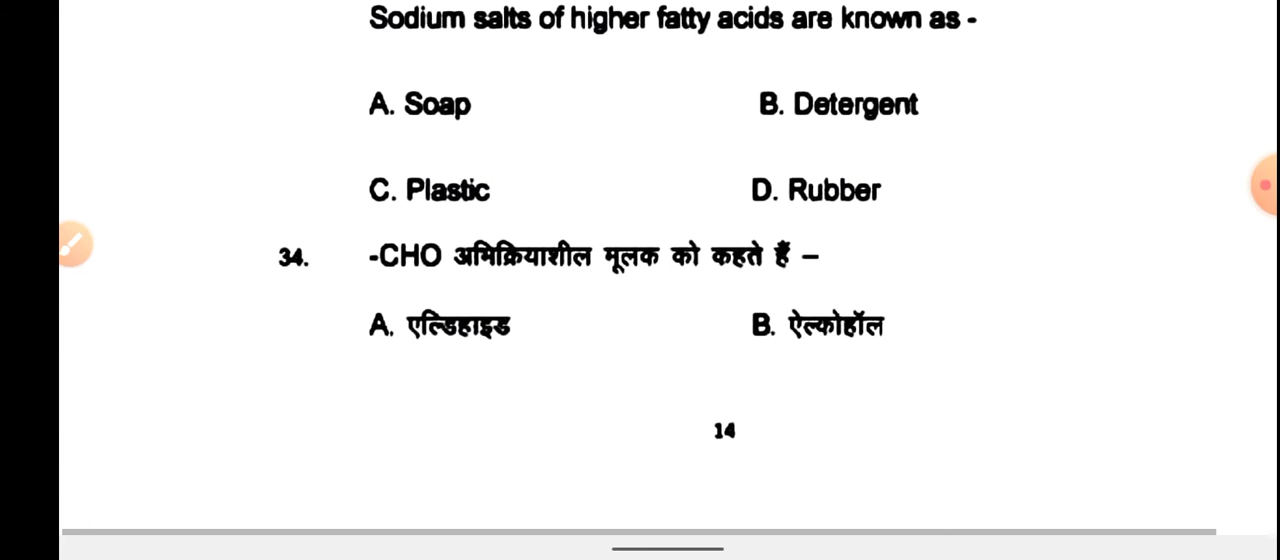 Sodium salts of higher fatty acids are known as -
A. Soap B. Detergent
C. Plastic D. Rubber
34. -CHO अभिक्रियाशील मूलक को कहते हैं –
A. एल्डिहाइड B. ऐल्कोहॉल
14